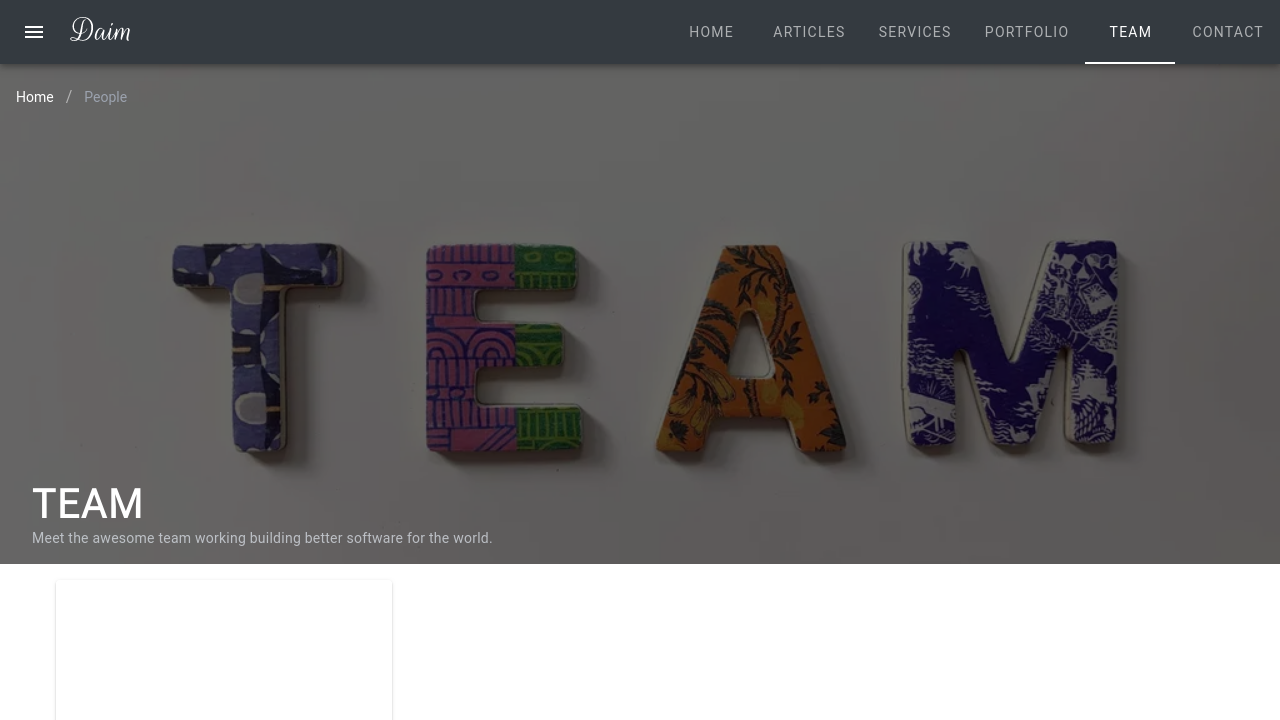 Daim
HOME ARTICLES SERVICES PORTFOLIO TEAM CONTACT
Home / People
TEAM
TEAM
Meet the awesome team working building better software for the world.